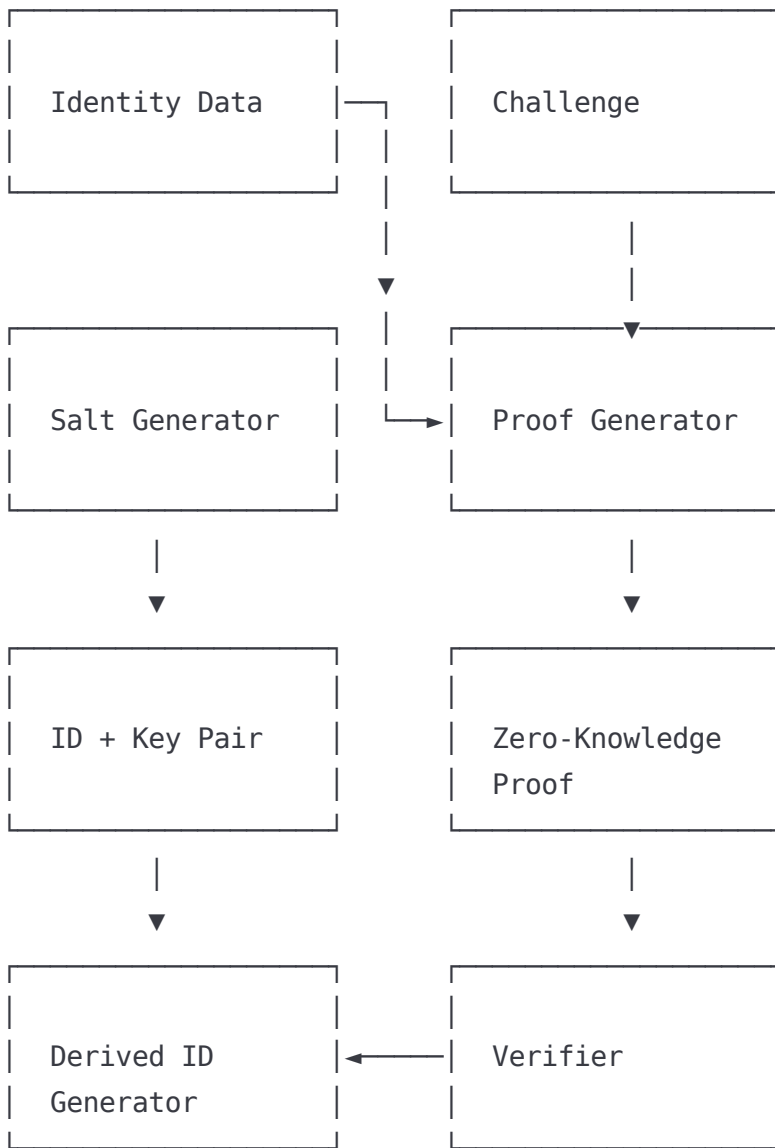 Identity Data
Challenge
Salt Generator
Proof Generator
ID + Key Pair
Zero-Knowledge
Proof
Derived ID
Generator
Verifier